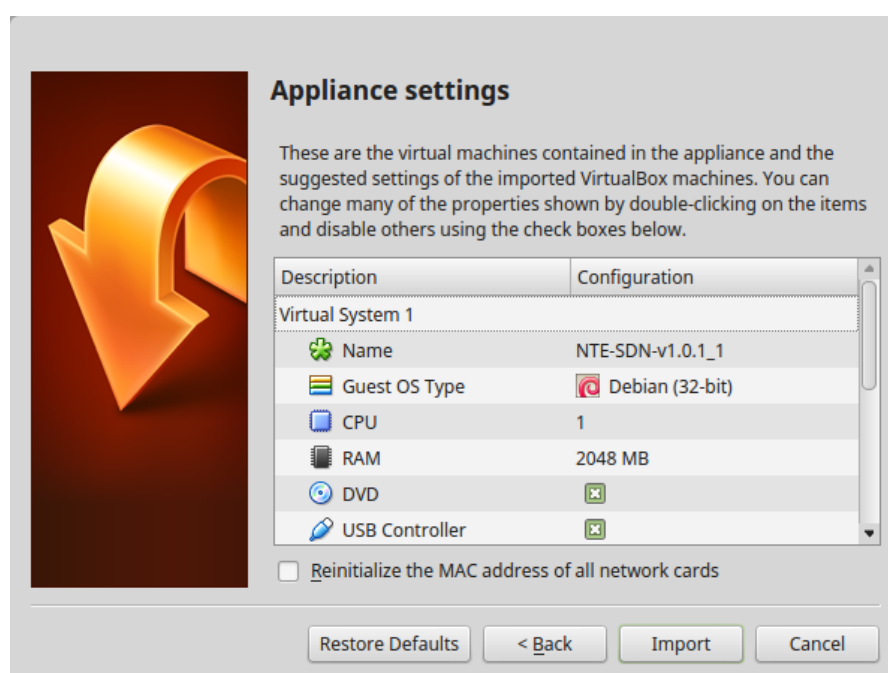 Appliance settings
These are the virtual machines contained in the appliance and the
suggested settings of the imported VirtualBox machines. You can
change many of the properties shown by double-clicking on the items
and disable others using the check boxes below.
Description Configuration
Virtual System 1
Name NTE-SDN-v1.0.1_1
Guest OS Type Debian (32-bit)
CPU 1
RAM 2048 MB
DVD
USB Controller
Reinitialize the MAC address of all network cards
Restore Defaults < Back Import Cancel